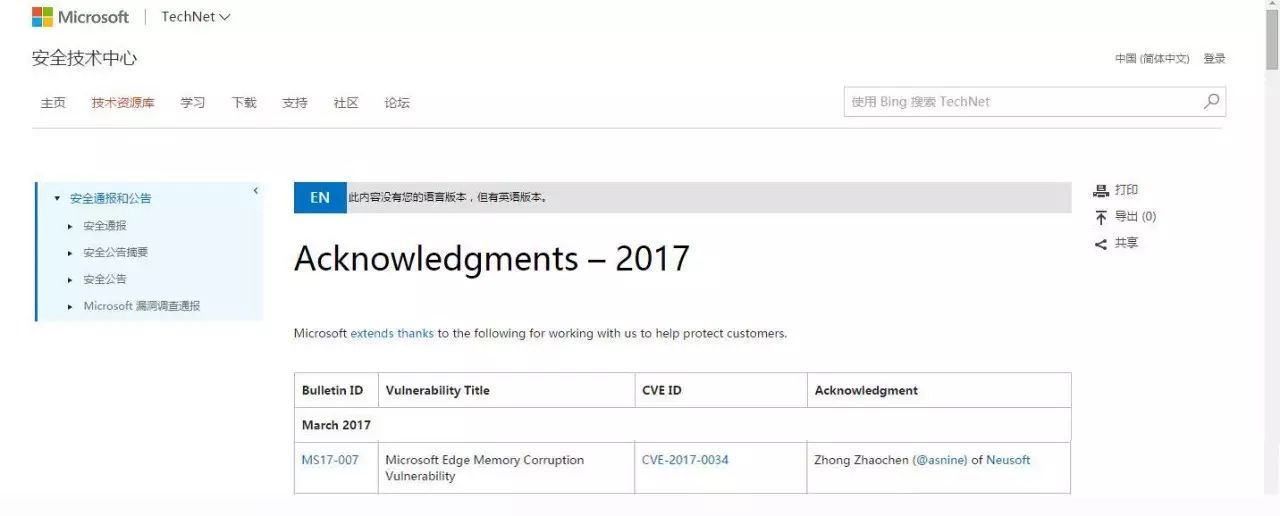 Microsoft TechNet
安全技术中心
中国 (简体中文) 登录
主页 技术资源库 学习 下载 支持 社区 论坛
使用 Bing 搜索 TechNet
安全通报和公告
安全通报
安全公告摘要
安全公告
Microsoft 漏洞调查通报
EN 此内容没有您的语言版本，但有英语版本。
打印
导出 (0)
共享
Acknowledgments – 2017
Microsoft extends thanks to the following for working with us to help protect customers.
Bulletin ID Vulnerability Title CVE ID Acknowledgment
March 2017
MS17-007 Microsoft Edge Memory Corruption CVE-2017-0034 Zhong Zhaochen (@asnine) of Neusoft
Vulnerability